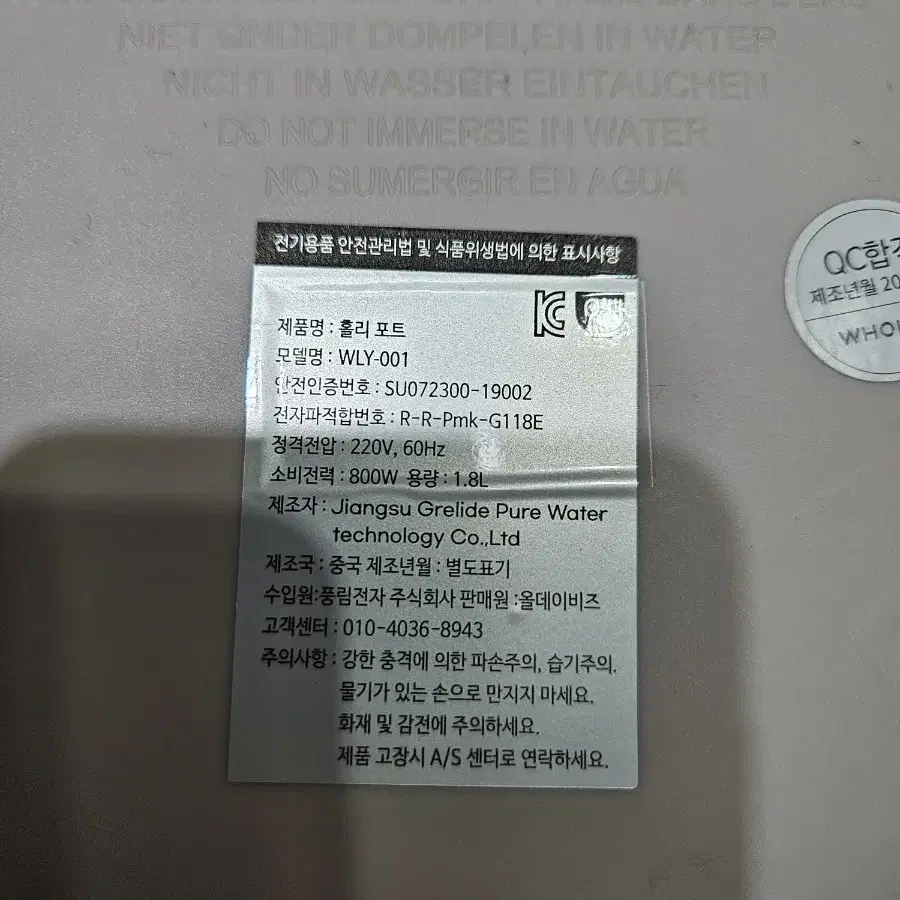 NIET ONDER DOMPELEN IN WATER
NICHT IN WASSER EINTAUCHEN
DO NOT IMMERSE IN WATER
NO SUMERGIR EN AGUA
전기용품 안전관리법 및 식품위생법에 의한 표시사항
제품명 : 홀리 포트
모델명 : WLY-001
안전인증번호 : SU072300-19002
전자파적합번호 : R-R-Pmk-G118E
정격전압 : 220V, 60Hz
소비전력 : 800W 용량 : 1.8L
제조자 : Jiangsu Grelide Pure Water
technology Co.,Ltd
제조국 : 중국 제조년월 : 별도표기
수입원:풍림전자 주식회사 판매원 :올데이비즈
고객센터 : 010-4036-8943
주의사항 : 강한 충격에 의한 파손주의, 습기주의.
물기가 있는 손으로 만지지 마세요.
화재 및 감전에 주의하세요.
제품 고장시 A/S 센터로 연락하세요.
QC합격
제조년월 20
WHOL